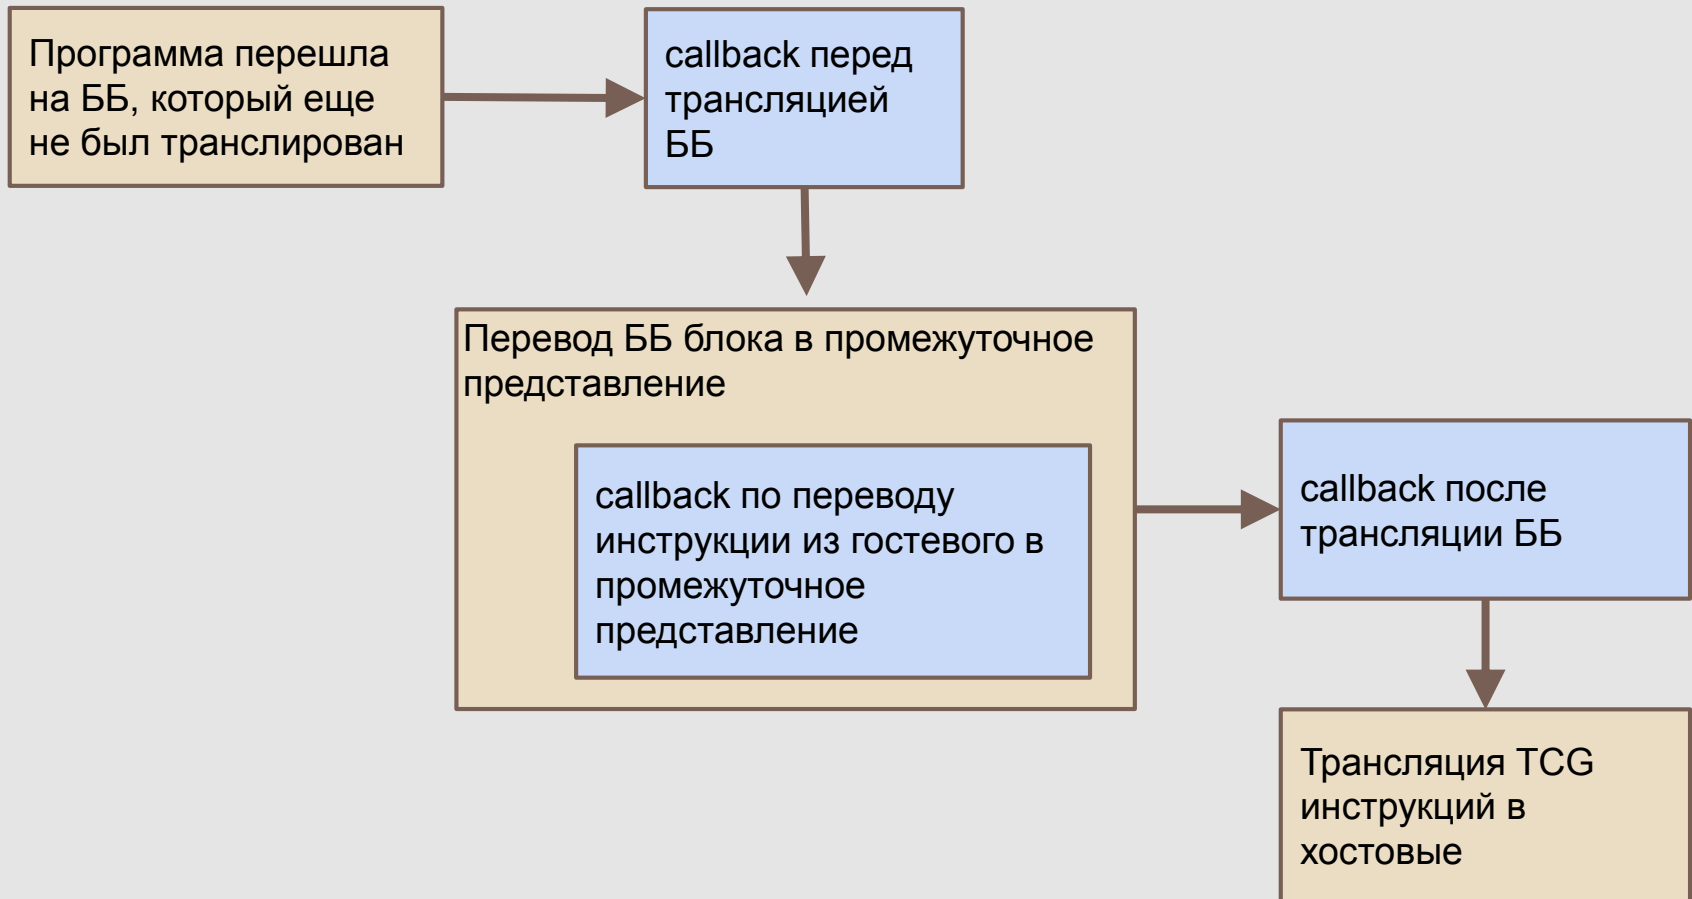 Программа перешла
на ББ, который еще
не был транслирован
callback перед
трансляцией
ББ
Перевод ББ блока в промежуточное
представление
callback по переводу
инструкции из гостевого в
промежуточное
представление
callback после
трансляции ББ
Трансляция TCG
инструкций в
хостовые